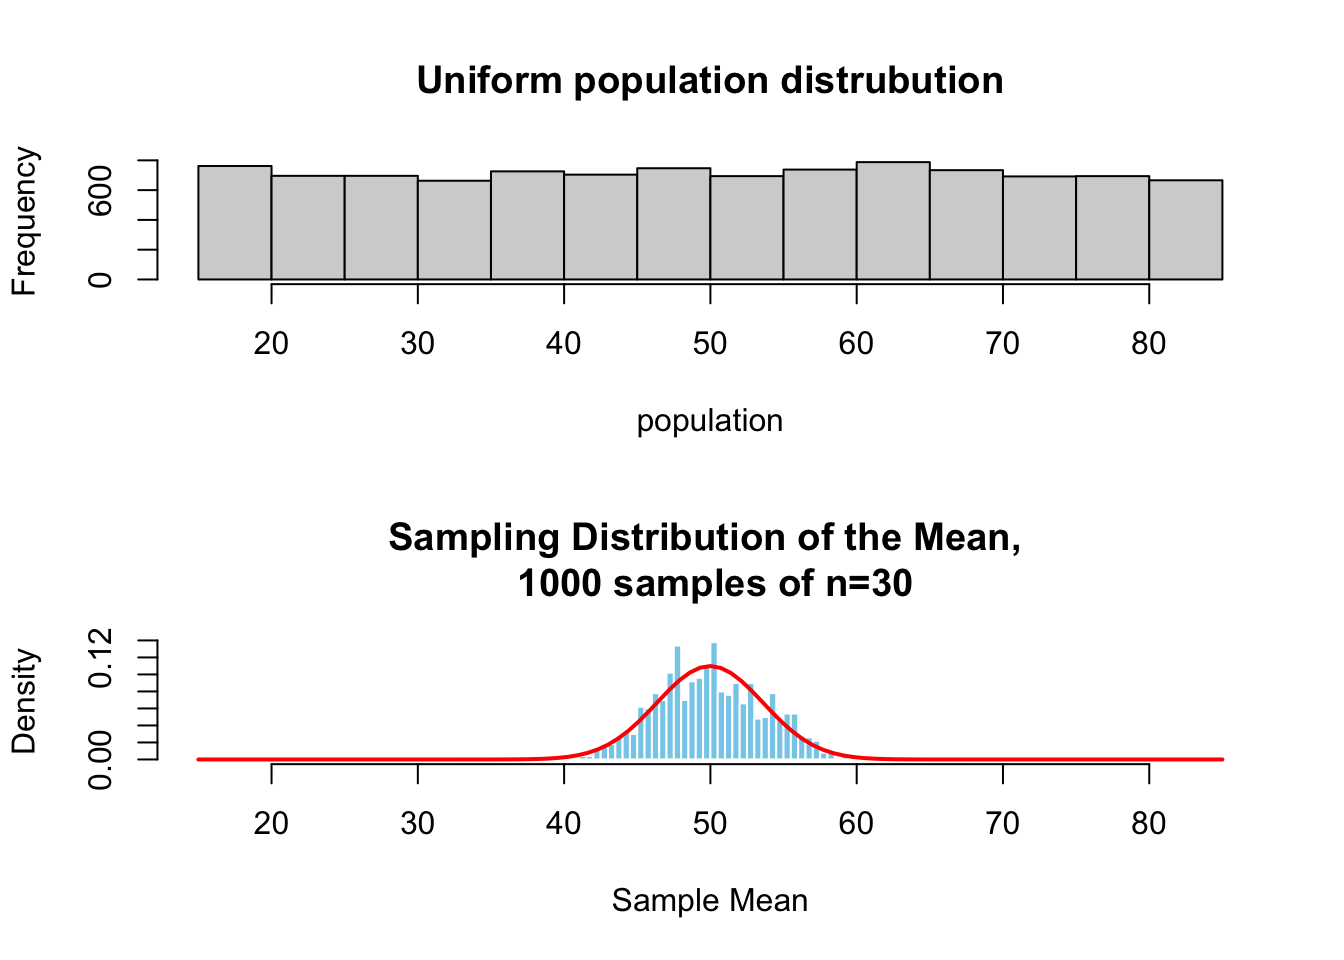 Uniform population distrubution
Frequency
600
0
20 30 40 50 60 70 80
population
Sampling Distribution of the Mean,
1000 samples of n=30
Density
0.12
0.00
20 30 40 50 60 70 80
Sample Mean